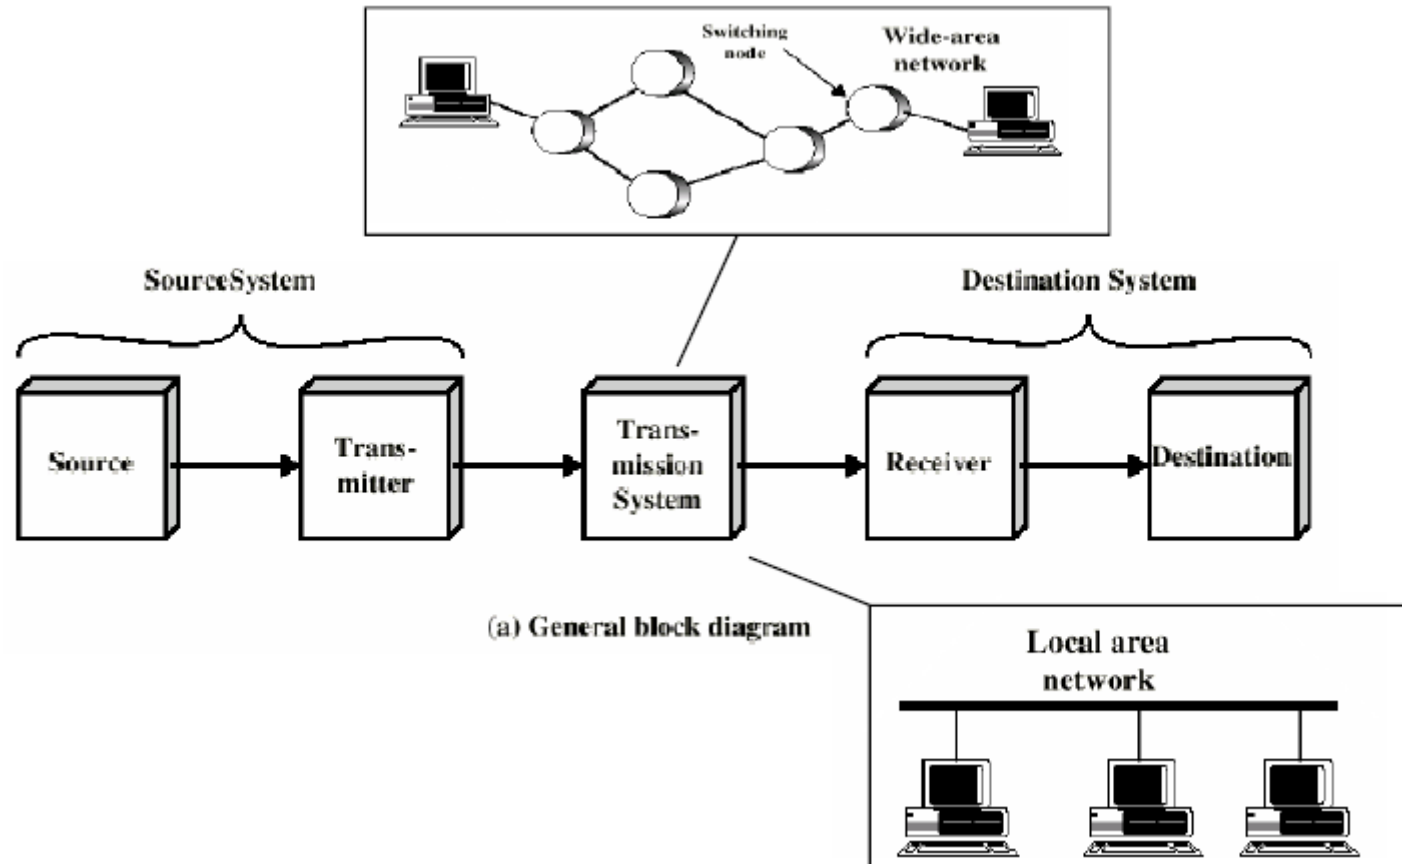 Switching
node
Wide-area
network
SourceSystem
Destination System
Source
Trans-
mitter
Trans-
mission
System
Receiver
Destination
(a) General block diagram
Local area
network